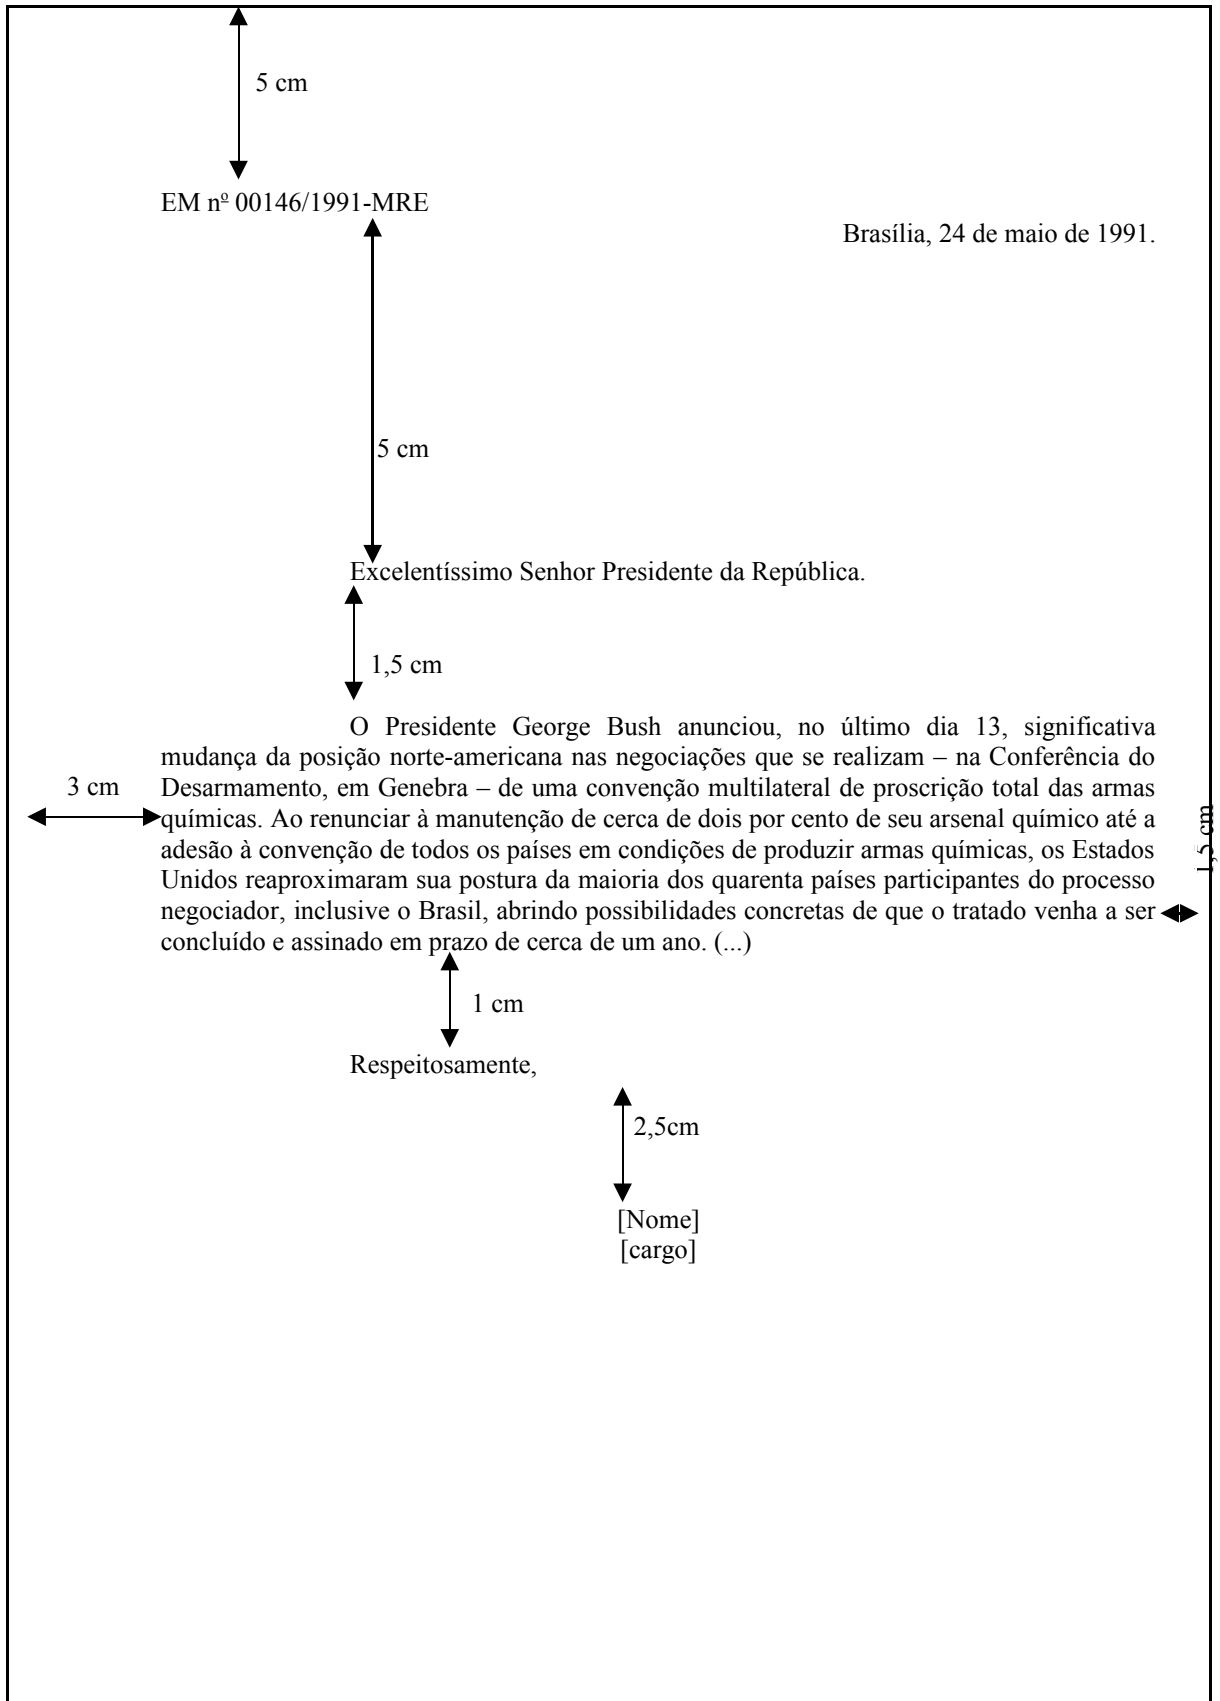 5 cm
EM nº 00146/1991-MRE
Brasília, 24 de maio de 1991.
5 cm
Excelentíssimo Senhor Presidente da República.
1,5 cm
O Presidente George Bush anunciou, no último dia 13, significativa
mudança da posição norte-americana nas negociações que se realizam – na Conferência do
3 cm
Desarmamento, em Genebra – de uma convenção multilateral de proscrição total das armas
químicas. Ao renunciar à manutenção de cerca de dois por cento de seu arsenal químico até a
1,5 cm
adesão à convenção de todos os países em condições de produzir armas químicas, os Estados
Unidos reaproximaram sua postura da maioria dos quarenta países participantes do processo
negociador, inclusive o Brasil, abrindo possibilidades concretas de que o tratado venha a ser
concluído e assinado em prazo de cerca de um ano. (...)
1 cm
Respeitosamente,
2,5cm
[Nome]
[cargo]